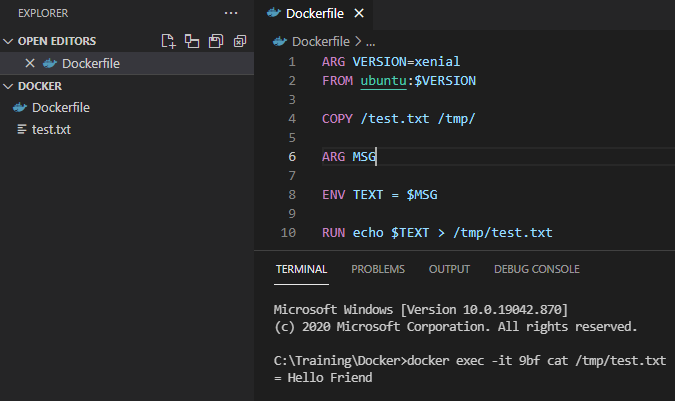 EXPLORER
OPEN EDITORS
Dockerfile
DOCKER
Dockerfile
test.txt
Dockerfile
Dockerfile > ...
1 ARG VERSION=xenial
2 FROM ubuntu:$VERSION
3
4 COPY /test.txt /tmp/
5
6 ARG MSG
7
8 ENV TEXT = $MSG
9
10 RUN echo $TEXT > /tmp/test.txt
TERMINAL PROBLEMS OUTPUT DEBUG CONSOLE
Microsoft Windows [Version 10.0.19042.870]
(c) 2020 Microsoft Corporation. All rights reserved.
C:\Training\Docker>docker exec -it 9bf cat /tmp/test.txt
= Hello Friend